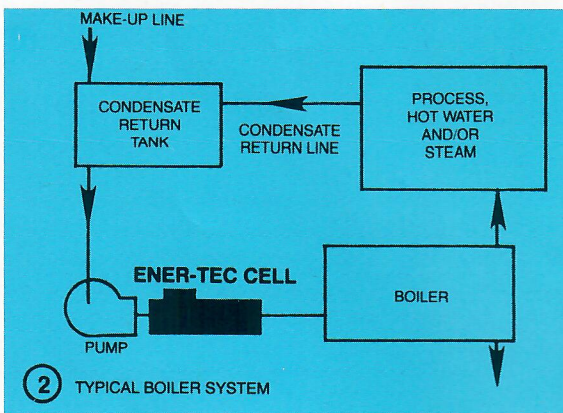 MAKE-UP LINE
CONDENSATE
RETURN
TANK
CONDENSATE
RETURN LINE
PROCESS,
HOT WATER
AND/OR
STEAM
ENER-TEC CELL
BOILER
PUMP
2 TYPICAL BOILER SYSTEM